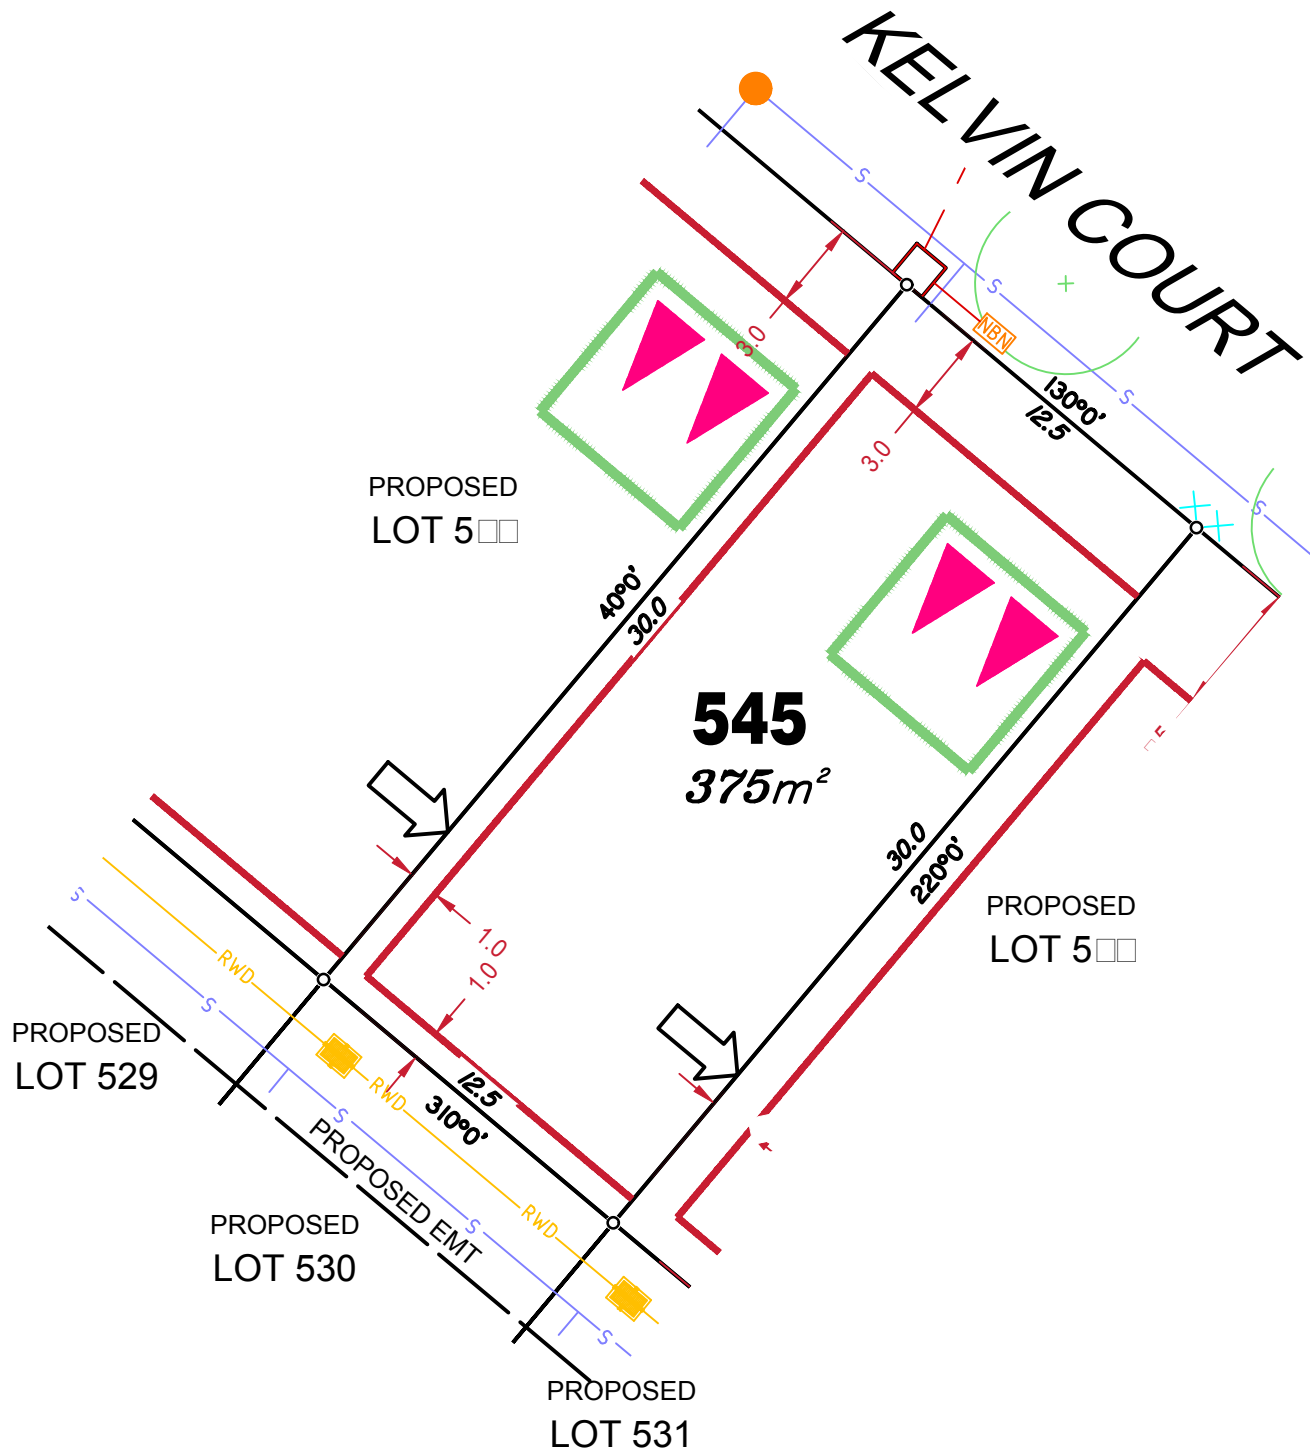 KELVIN COURT
S
S
NBN
S
130°0'
12.5
S
3.0
3.0
PROPOSED
LOT 5□□
40°0'
30.0
545
375m²
30.0
220°0'
PROPOSED
LOT 5□□
1.0
1.0
S
RWD
S
RWD
S
12.5
310°0'
PROPOSED
LOT 529
PROPOSED EMT
S
RWD
S
PROPOSED
LOT 530
PROPOSED
LOT 531